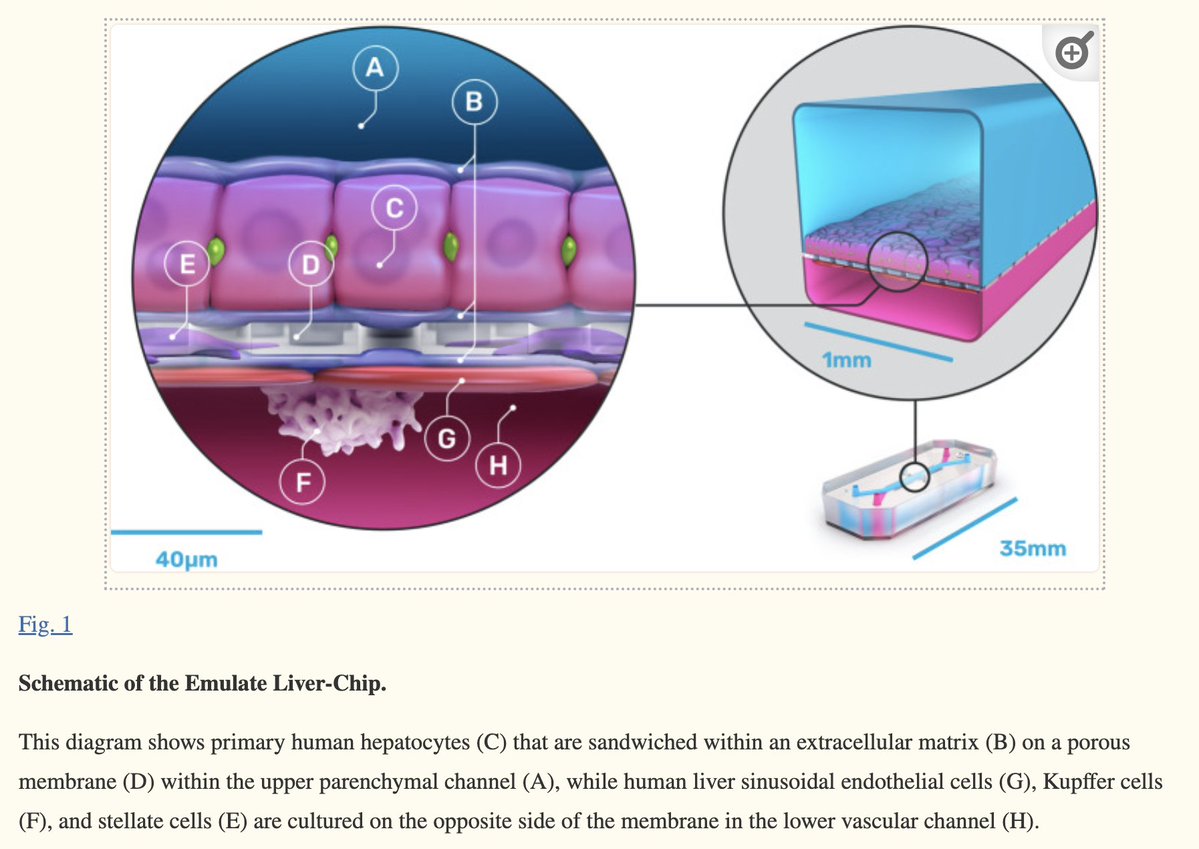 A
B
C
E
D
1mm
G
H
F
35mm
40µm
Fig. 1
Schematic of the Emulate Liver-Chip.
This diagram shows primary human hepatocytes (C) that are sandwiched within an extracellular matrix (B) on a porous
membrane (D) within the upper parenchymal channel (A), while human liver sinusoidal endothelial cells (G), Kupffer cells
(F), and stellate cells (E) are cultured on the opposite side of the membrane in the lower vascular channel (H).